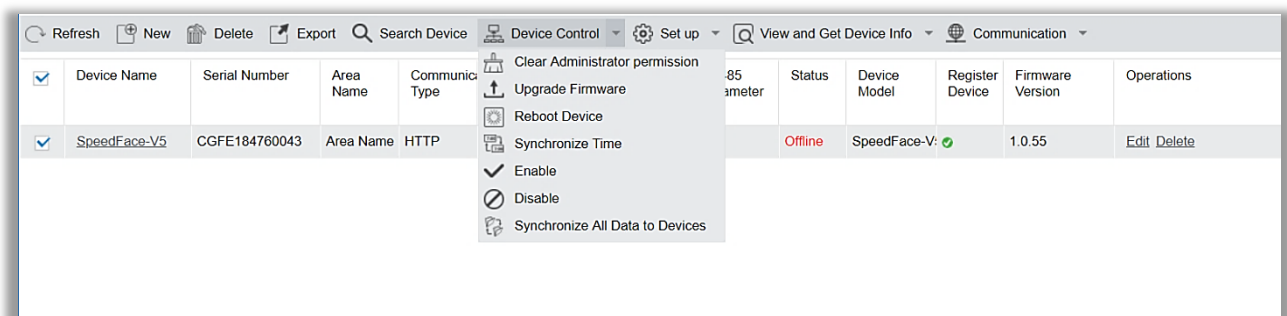 Refresh New Delete Export Search Device Device Control Set up View and Get Device Info Communication
Device Name Serial Number Area Name Type Status Device Model Register Device Firmware Version Operations
SpeedFace-V5 CGFE184760043 Area Name HTTP Offline SpeedFace-V 1.0.55 Edit Delete
Clear Administrator permission
Upgrade Firmware
Reboot Device
Synchronize Time
Enable
Disable
Synchronize All Data to Devices